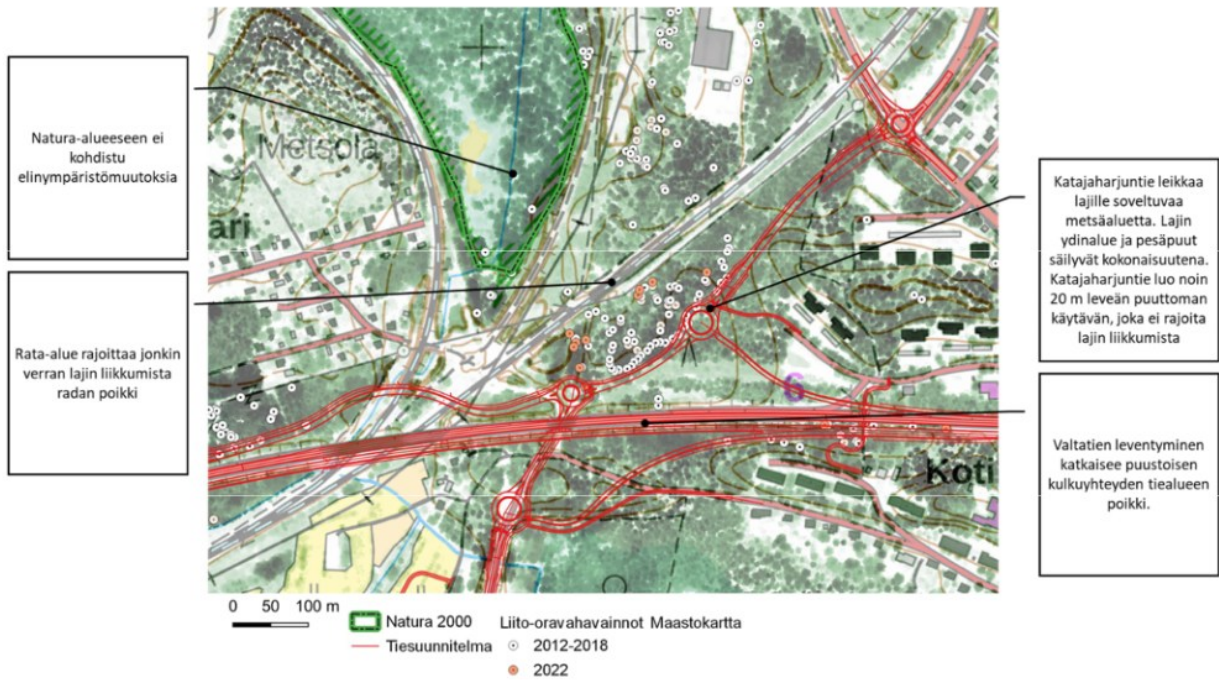 Natura-alueeseen ei
kohdistu
elinympäristömuutoksia
Rata-alue rajoittaa jonkin
verran lajin liikkumista
radan poikki
Metsola
ari
6
Koti
Katajaharjuntie leikkaa
lajille soveltuvaa
metsäaluetta. Lajin
ydinalue ja pesäpuut
säilyvät kokonaisuutena.
Katajaharjuntie luo noin
20 m leveän puuttoman
käytävän, joka ei rajoita
lajin liikkumista
Valtatien leventyminen
katkaisee puustoisen
kulkuyhteyden tiealueen
poikki.
0 50 100 m
Natura 2000
Tiesuunnitelma
Liito-oravahavainnot Maastokartta
2012-2018
2022